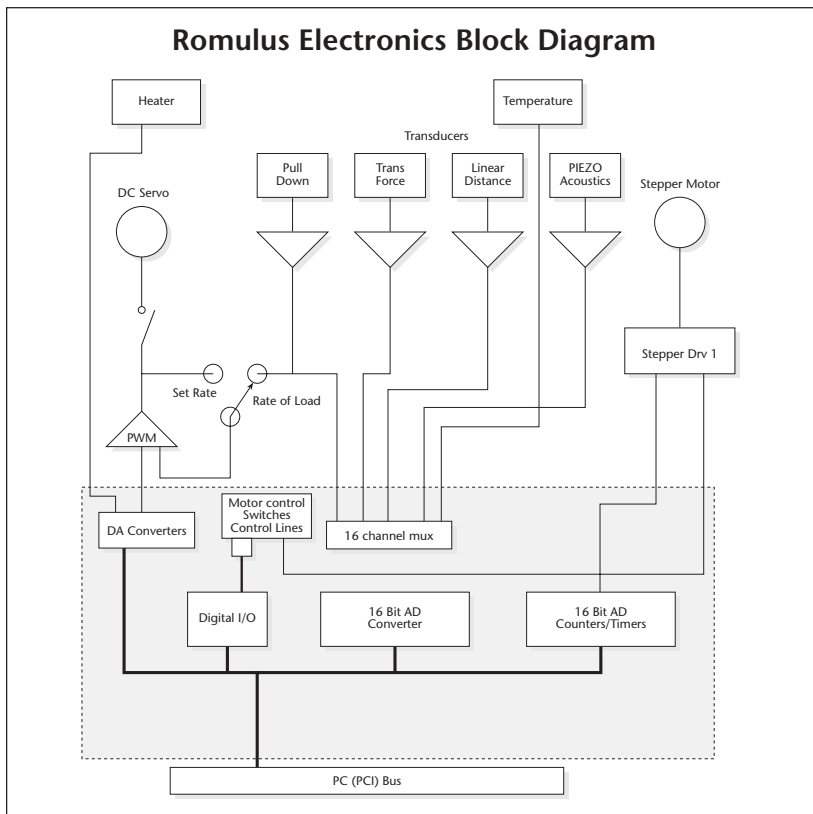 Romulus Electronics Block Diagram
Heater
Temperature
Transducers
Pull
Down
Trans
Force
Linear
Distance
PIEZO
Acoustics
DC Servo
Stepper Motor
Stepper Drv 1
Set Rate
Rate of Load
PWM
Motor control
Switches
Control Lines
DA Converters
16 channel mux
Digital I/O
16 Bit AD
Converter
16 Bit AD
Counters/Timers
PC (PCI) Bus